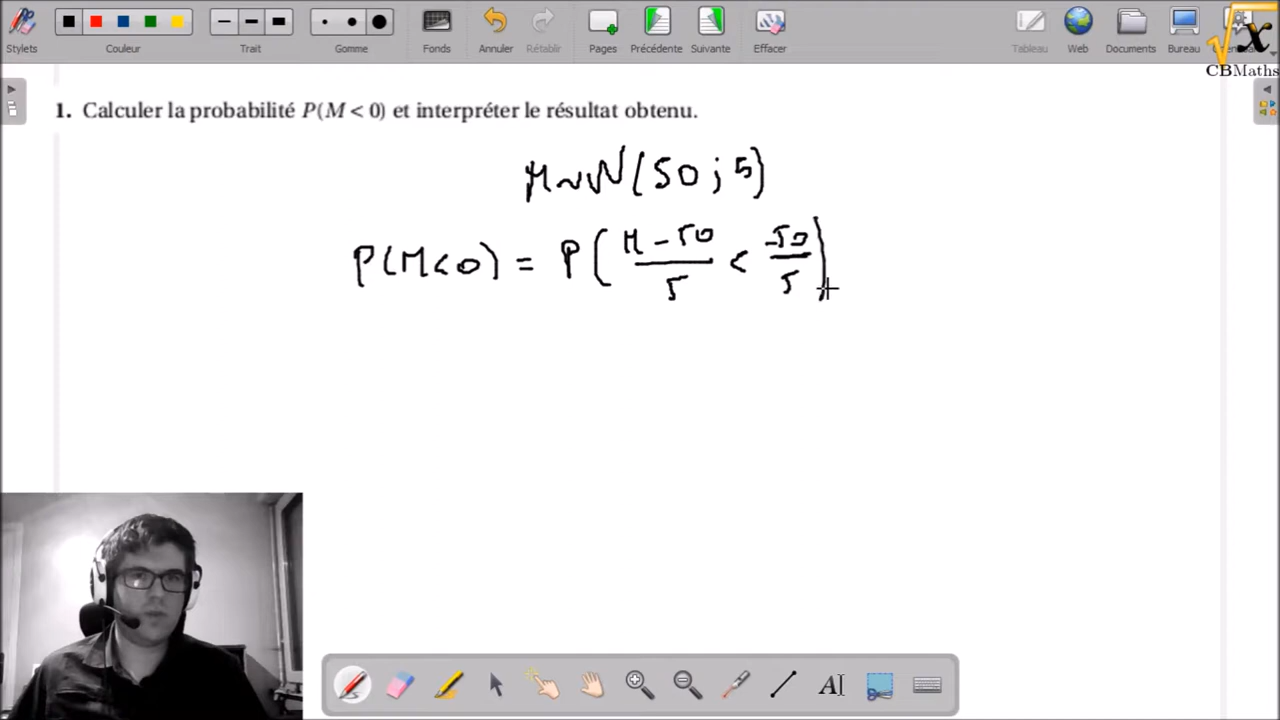 Stylets Couleur Trait Gomme Fonds Annuler Rétablir Pages Précédente Suivante Effacer Tableau Web Documents Bureau
√x
CBMaths
1. Calculer la probabilité P(M < 0) et interpréter le résultat obtenu.
M ~ N(50 ; 5)
P(M<0) = P( (M - 50)/5 < -50/5 )
AI